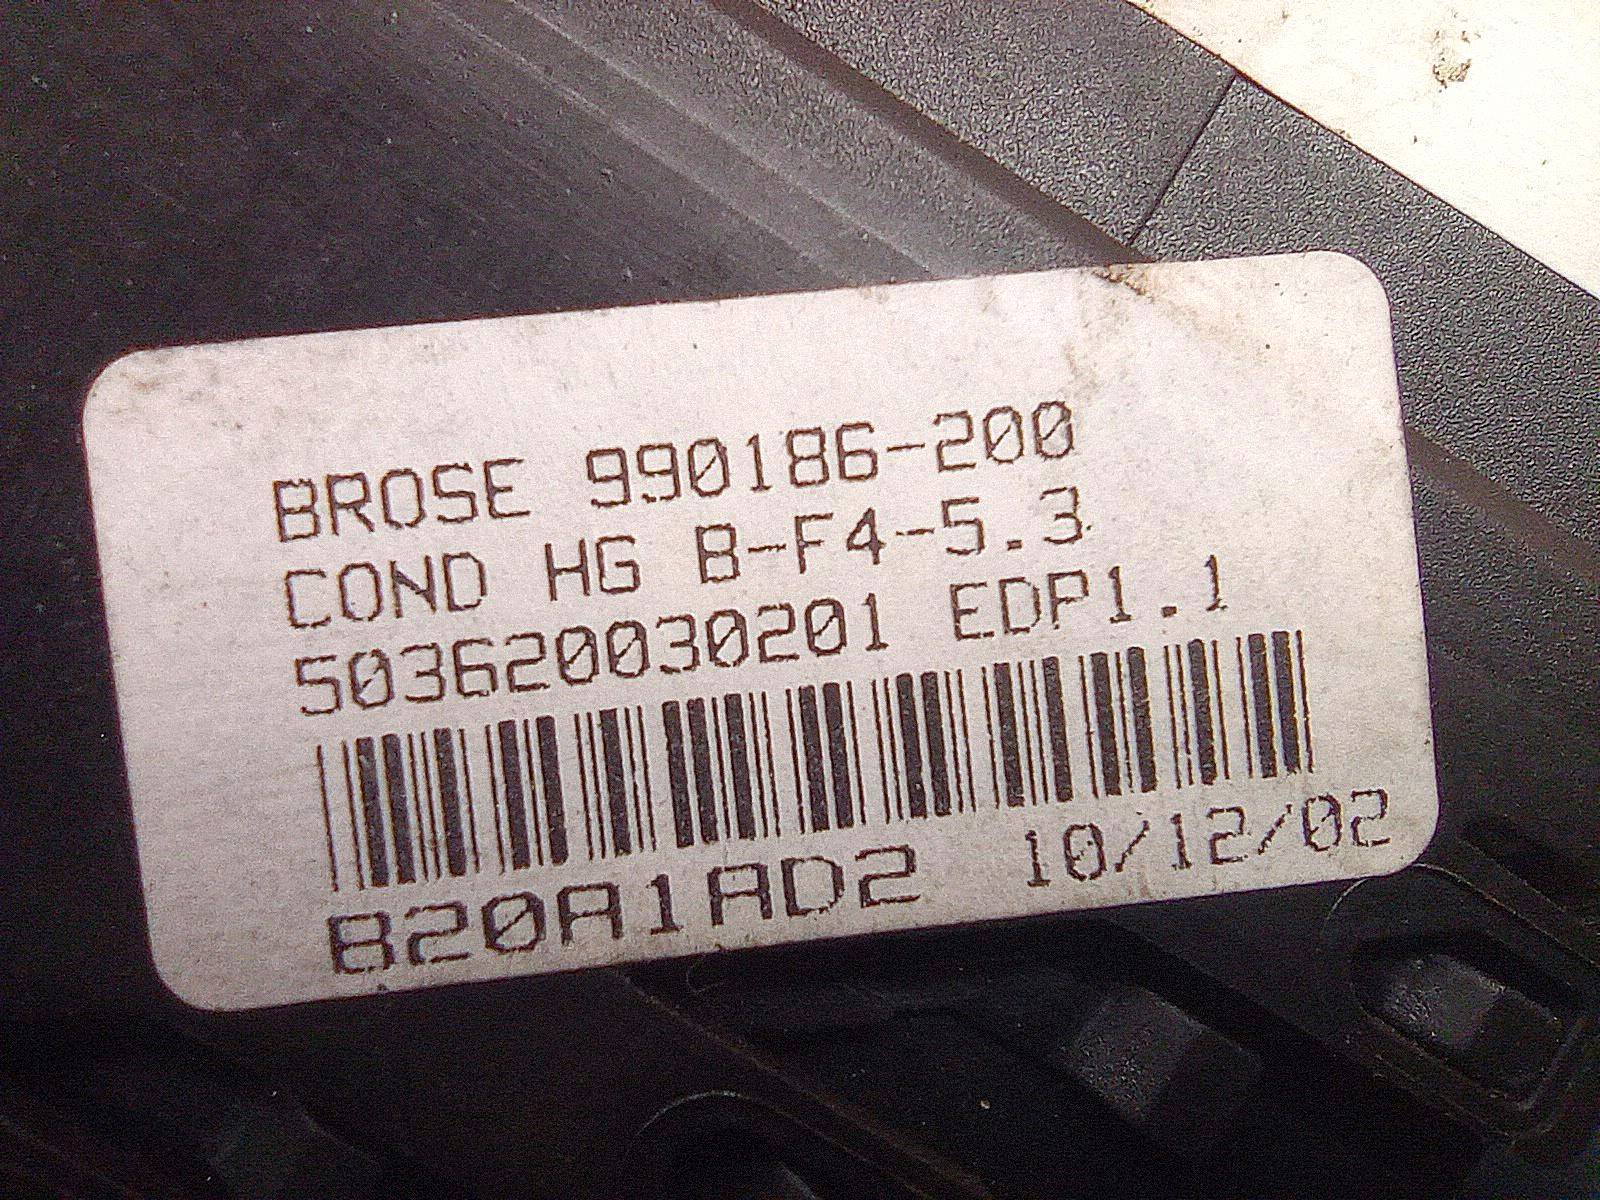 BROSE 990186-200
COND HG B-F4-5.3
503620030201 EDP1.1
B20A1AD2 10/12/02